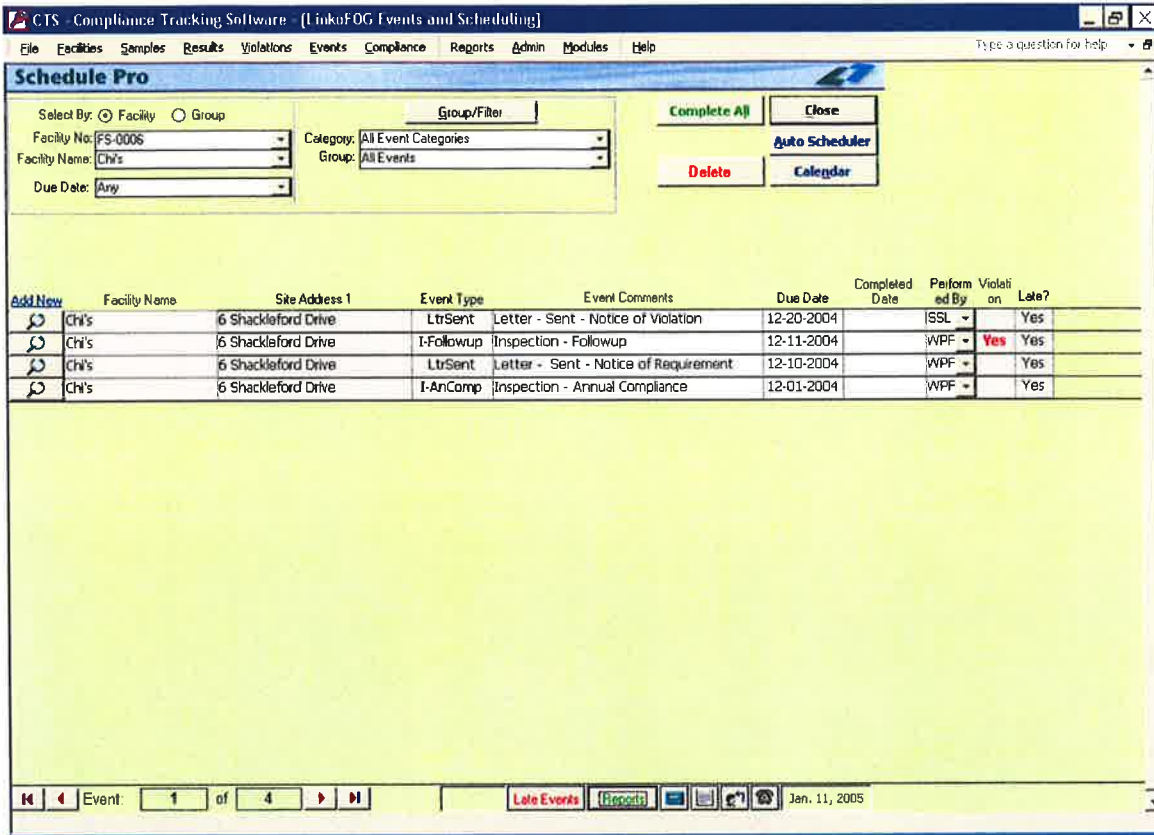 CTS - Compliance Tracking Software - [LinkoFOG Events and Scheduling]
File Facilities Samples Results Violations Events Compliance Reports Admin Modules Help Type a question for help
Schedule Pro
Select By: Facility Group
Group/Filter
Complete All
Close
Facility No: FS-0006
Category: All Event Categories
Auto Scheduler
Facility Name: Chi's
Group: All Events
Delete
Calendar
Due Date: Any
Add New Facility Name Site Address 1 Event Type Event Comments Due Date Completed Date Perform ed By Violati on Late?
Chi's 6 Shackleford Drive LtrSent Letter - Sent - Notice of Violation 12-20-2004 SSL Yes
Chi's 6 Shackleford Drive I-Followup Inspection - Followup 12-11-2004 WPF Yes Yes
Chi's 6 Shackleford Drive LtrSent Letter - Sent - Notice of Requirement 12-10-2004 WPF Yes
Chi's 6 Shackleford Drive I-AnComp Inspection - Annual Compliance 12-01-2004 WPF Yes
Event: 1 of 4 Late Events Reports Jan. 11, 2005